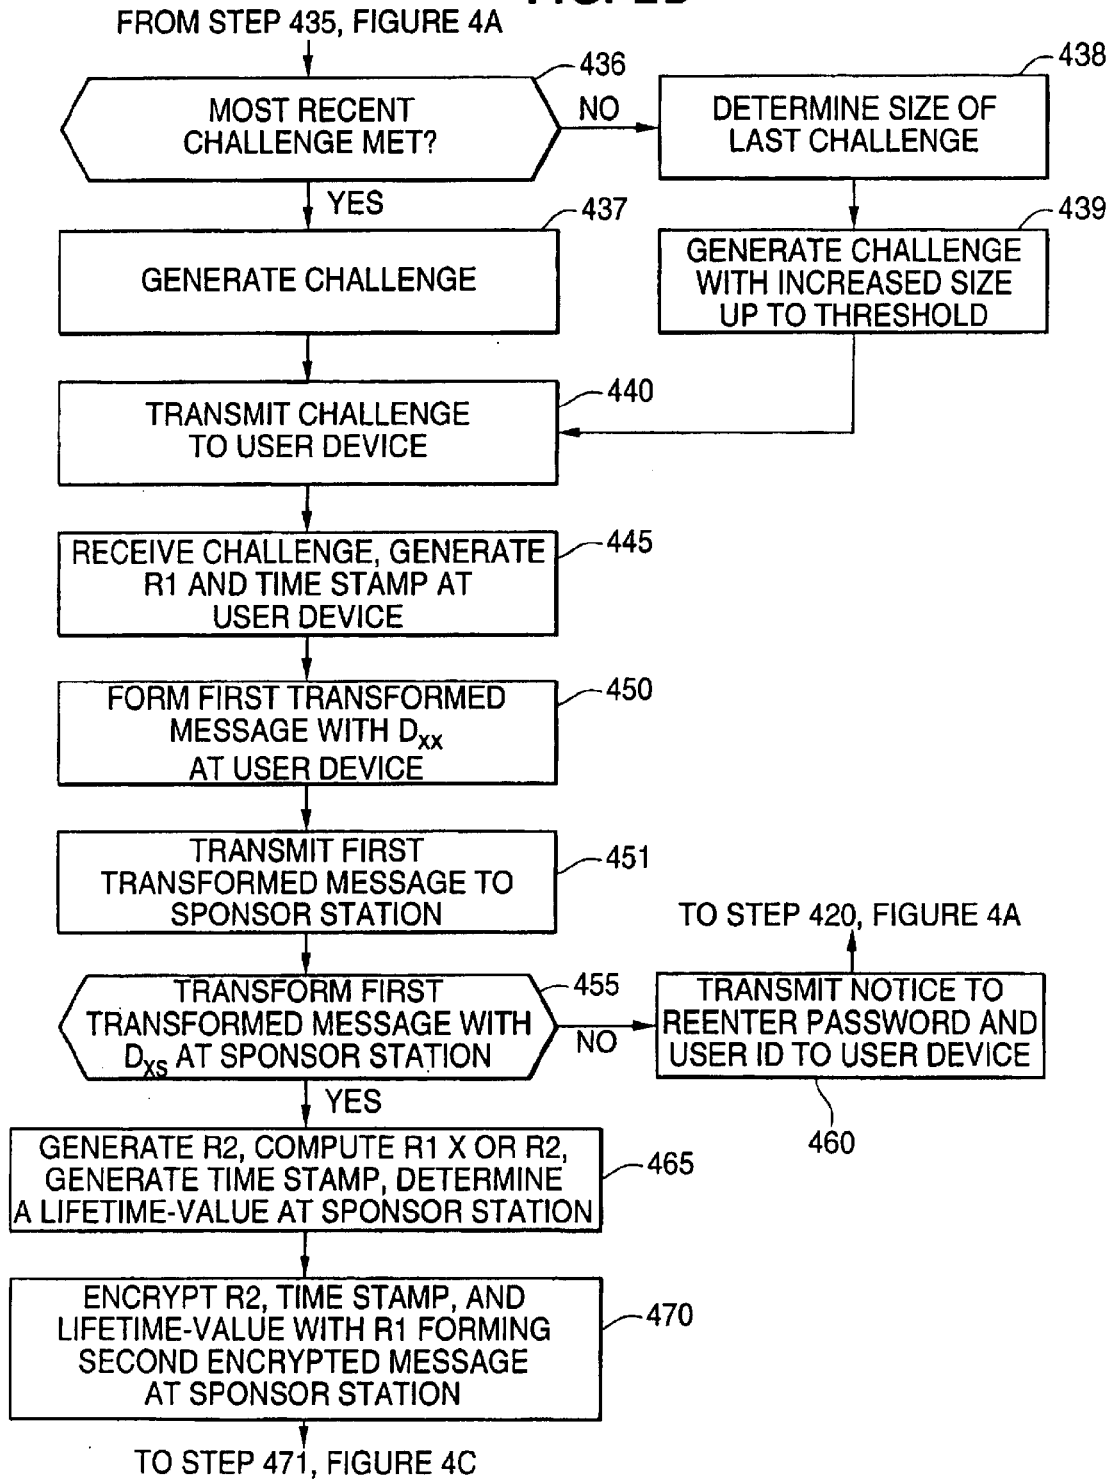 FROM STEP 435, FIGURE 4A
436
MOST RECENT
CHALLENGE MET?
NO
438
DETERMINE SIZE OF
LAST CHALLENGE
YES
437
GENERATE CHALLENGE
439
GENERATE CHALLENGE
WITH INCREASED SIZE
UP TO THRESHOLD
440
TRANSMIT CHALLENGE
TO USER DEVICE
445
RECEIVE CHALLENGE, GENERATE
R1 AND TIME STAMP AT
USER DEVICE
450
FORM FIRST TRANSFORMED
MESSAGE WITH DXX
AT USER DEVICE
451
TRANSMIT FIRST
TRANSFORMED MESSAGE TO
SPONSOR STATION
TO STEP 420, FIGURE 4A
455
TRANSFORM FIRST
TRANSFORMED MESSAGE WITH
DXS AT SPONSOR STATION
NO
TRANSMIT NOTICE TO
REENTER PASSWORD AND
USER ID TO USER DEVICE
460
YES
465
GENERATE R2, COMPUTE R1 X OR R2,
GENERATE TIME STAMP, DETERMINE
A LIFETIME-VALUE AT SPONSOR STATION
470
ENCRYPT R2, TIME STAMP, AND
LIFETIME-VALUE WITH R1 FORMING
SECOND ENCRYPTED MESSAGE
AT SPONSOR STATION
TO STEP 471, FIGURE 4C